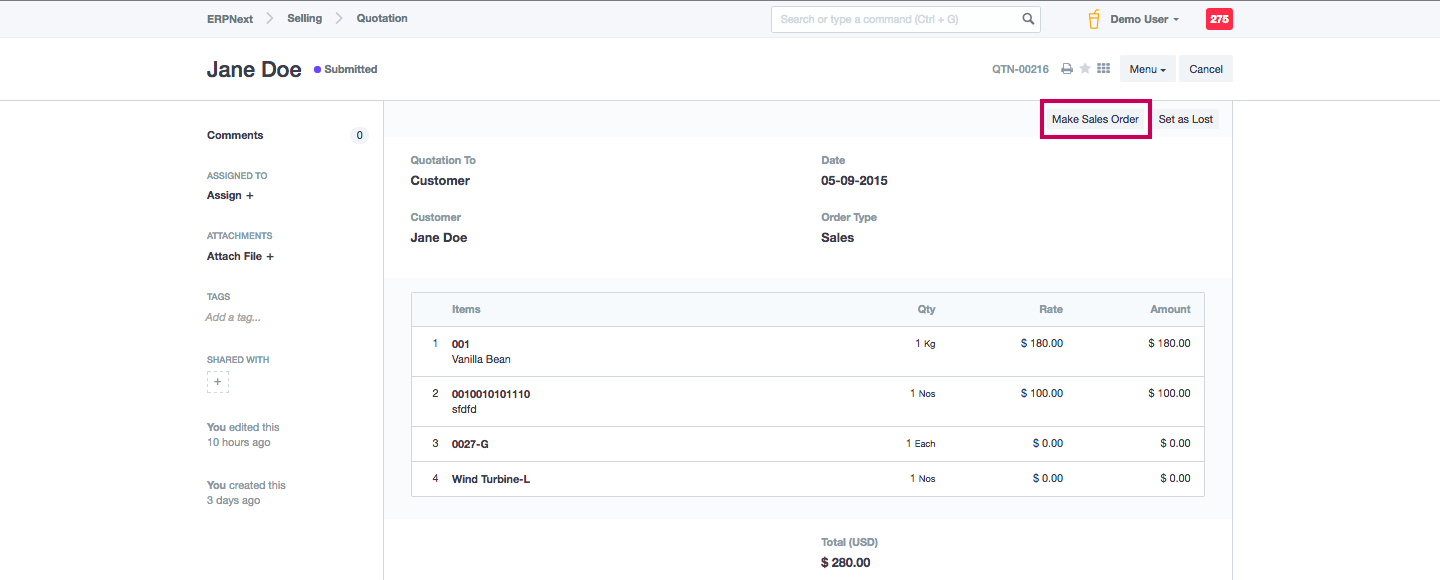 ERPNext Selling Quotation Search or type a command (Ctrl + G) Demo User 275
Jane Doe Submitted QTN-00216 Menu Cancel
Make Sales Order Set as Lost
Comments 0
ASSIGNED TO
Assign +
ATTACHMENTS
Attach File +
TAGS
Add a tag...
SHARED WITH
+
You edited this
10 hours ago
You created this
3 days ago
Quotation To Date
Customer 05-09-2015
Customer Order Type
Jane Doe Sales
Items Qty Rate Amount
1 001 1 Kg $ 180.00 $ 180.00
Vanilla Bean
2 0010010101110 1 Nos $ 100.00 $ 100.00
sfdfd
3 0027-G 1 Each $ 0.00 $ 0.00
4 Wind Turbine-L 1 Nos $ 0.00 $ 0.00
Total (USD)
$ 280.00